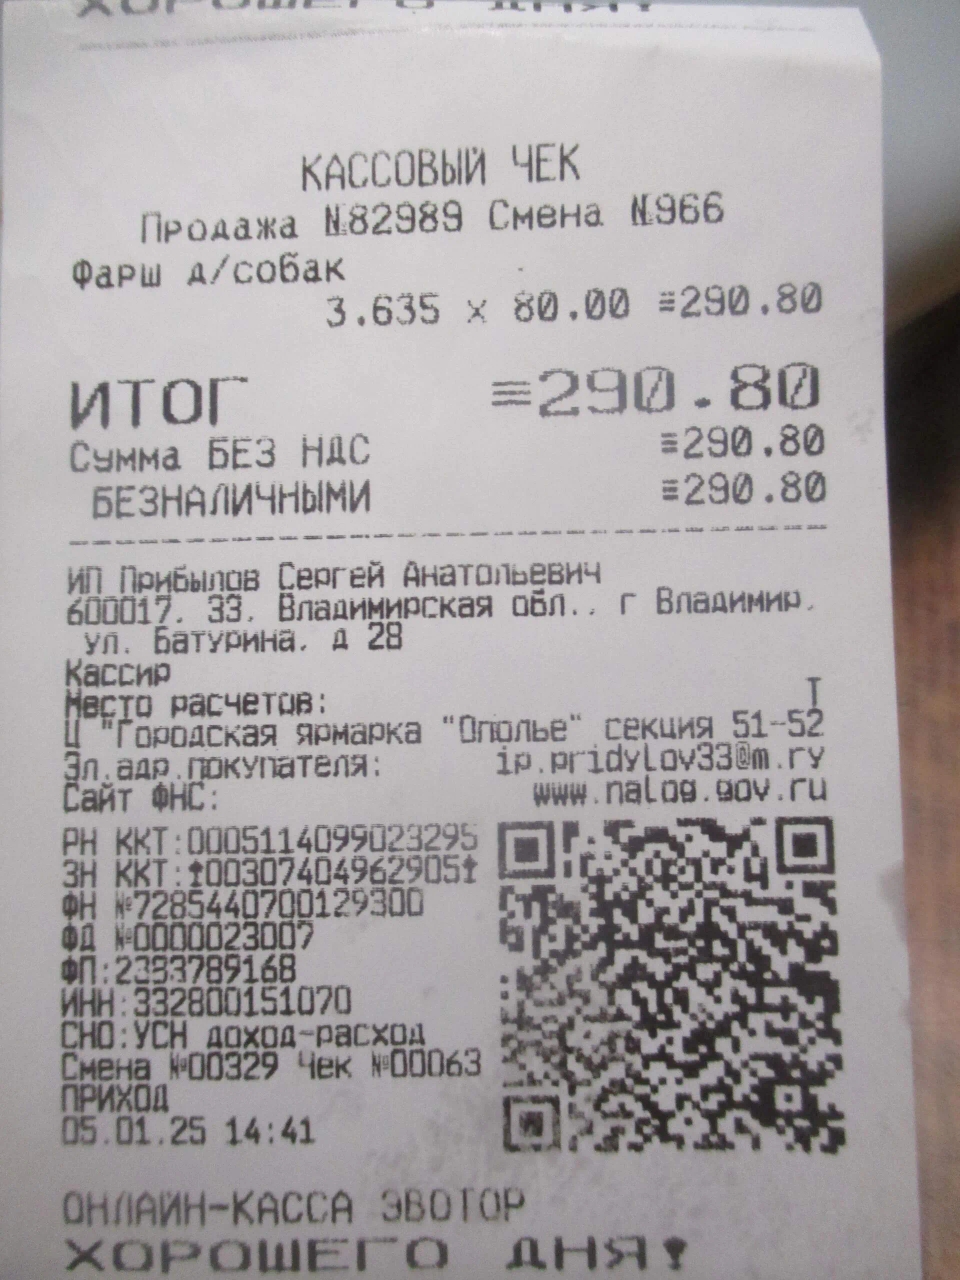 ХОРОШЕГО ДНЯ!
КАССОВЫЙ ЧЕК
Продажа №82989 Смена №966
Фарш д/собак
3.635 x 80.00 ≡290.80
ИТОГ ≡290.80
Сумма БЕЗ НДС ≡290.80
БЕЗНАЛИЧНЫМИ ≡290.80
ИП Прибылов Сергей Анатольевич
600017, 33, Владимирская обл., г Владимир,
ул. Батурина, д 28
Кассир
Место расчетов: Т
Ц "Городская ярмарка "Ополье" секция 51-52
Эл.адр.покупателя: ip.pridylov33@m.ry
Сайт ФНС: www.nalog.gov.ru
РН ККТ:0005114099023295
ЗН ККТ:↑00307404962905↑
ФН №7285440700129300
ФД №0000023007
ФП:2383789168
ИНН:332800151070
СНО:УСН доход-расход
Смена №00329 Чек №00063
ПРИХОД
05.01.25 14:41
ОНЛАЙН-КАССА ЭВОТОР
ХОРОШЕГО ДНЯ!